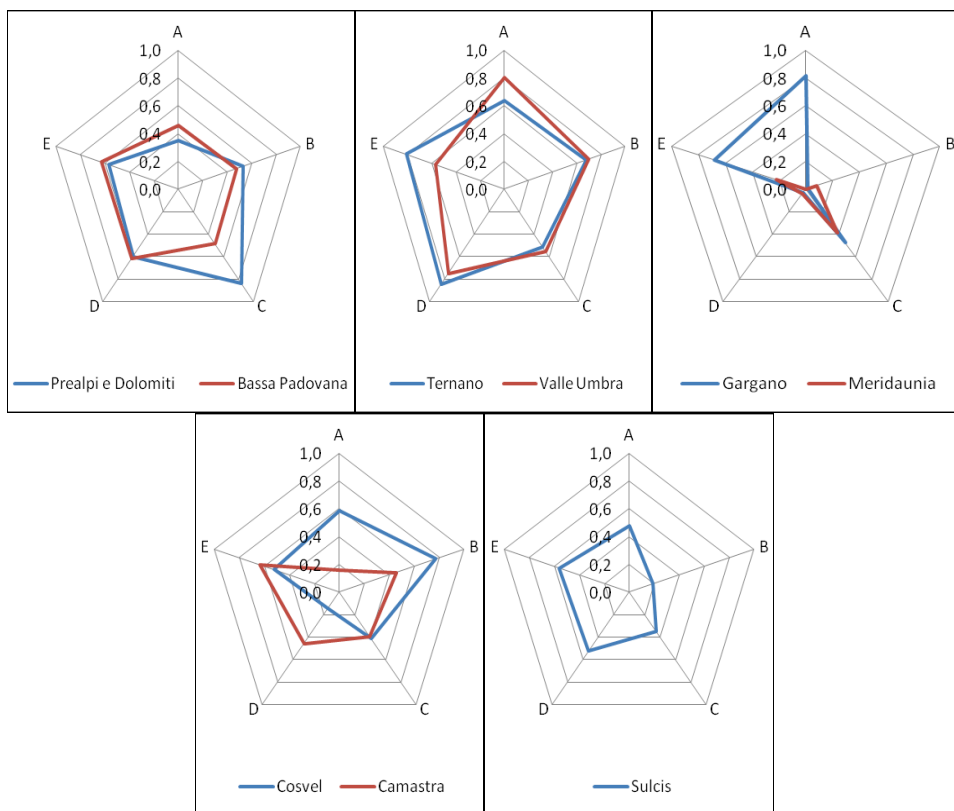 A
1,0
0,8
0,6
0,4
0,2
0,0
E
B
D
C
Prealpi e Dolomiti
Bassa Padovana
A
1,0
0,8
0,6
0,4
0,2
0,0
E
B
D
C
Ternano
Valle Umbra
A
1,0
0,8
0,6
0,4
0,2
0,0
E
B
D
C
Gargano
Meridaunia
A
1,0
0,8
0,6
0,4
0,2
0,0
E
B
D
C
Cosvel
Camastra
A
1,0
0,8
0,6
0,4
0,2
0,0
E
B
D
C
Sulcis